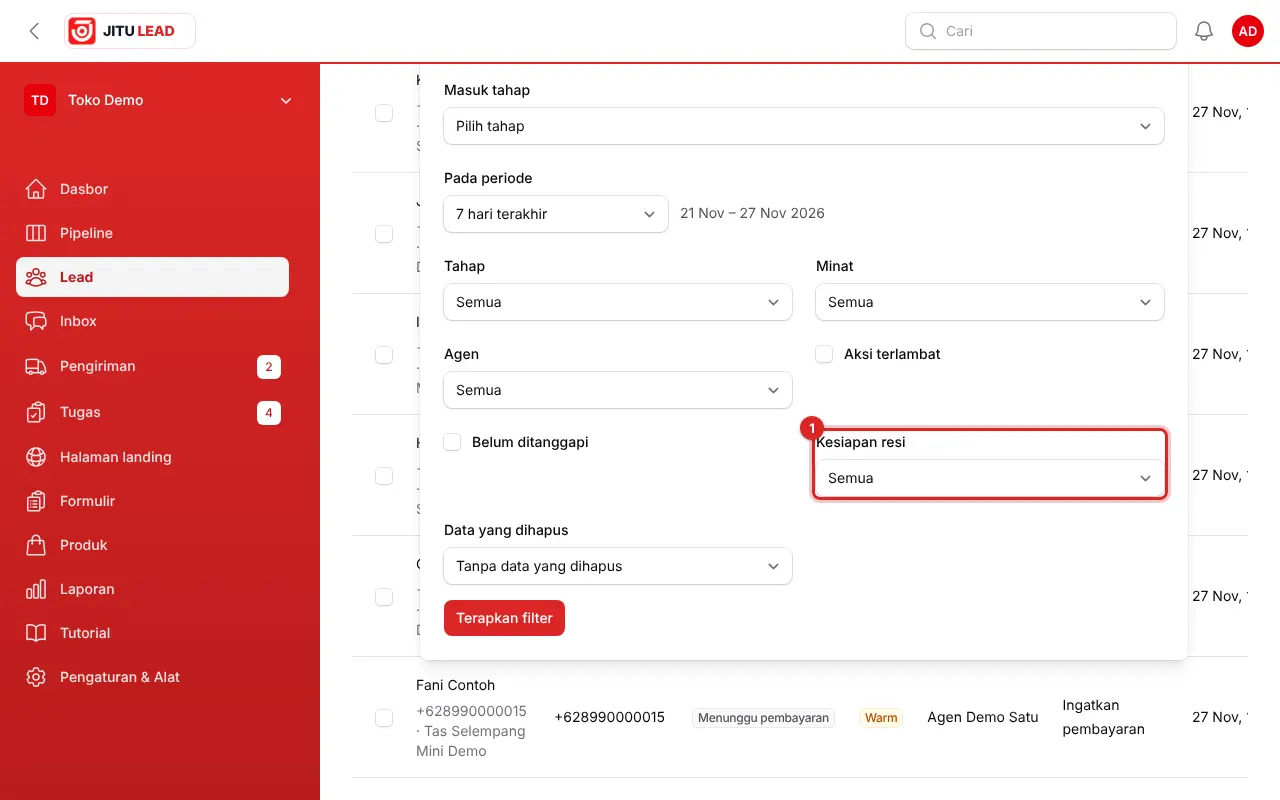 JITU LEAD
Cari
AD
TD
Toko Demo
Dasbor
Pipeline
Lead
Inbox
Pengiriman
2
Tugas
4
Halaman landing
Formulir
Produk
Laporan
Tutorial
Pengaturan & Alat
Masuk tahap
Pilih tahap
27 Nov,
Pada periode
7 hari terakhir
21 Nov – 27 Nov 2026
27 Nov,
Tahap
Minat
Semua
Semua
Agen
Aksi terlambat
27 Nov,
Semua
1
Belum ditanggapi
Kesiapan resi
Semua
27 Nov,
Data yang dihapus
Tanpa data yang dihapus
27 Nov,
Terapkan filter
Fani Contoh
+628990000015
· Tas Selempang
Mini Demo
+628990000015
Menunggu pembayaran
Warm
Agen Demo Satu
Ingatkan
pembayaran
27 Nov,